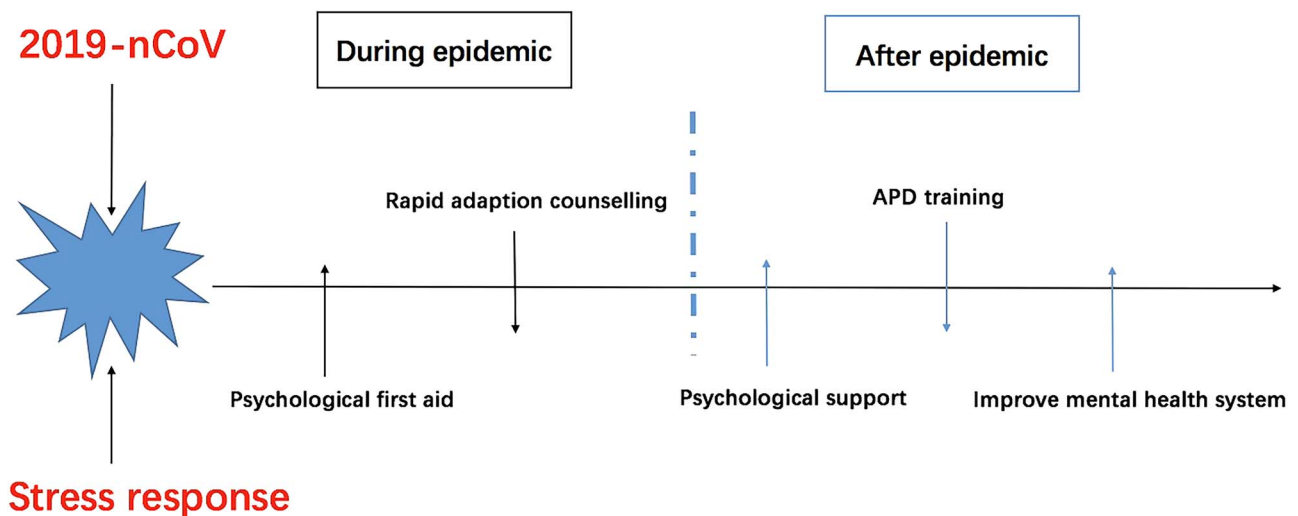 2019-nCoV
During epidemic
After epidemic
Rapid adaption counselling
APD training
Psychological first aid
Psychological support
Improve mental health system
Stress response